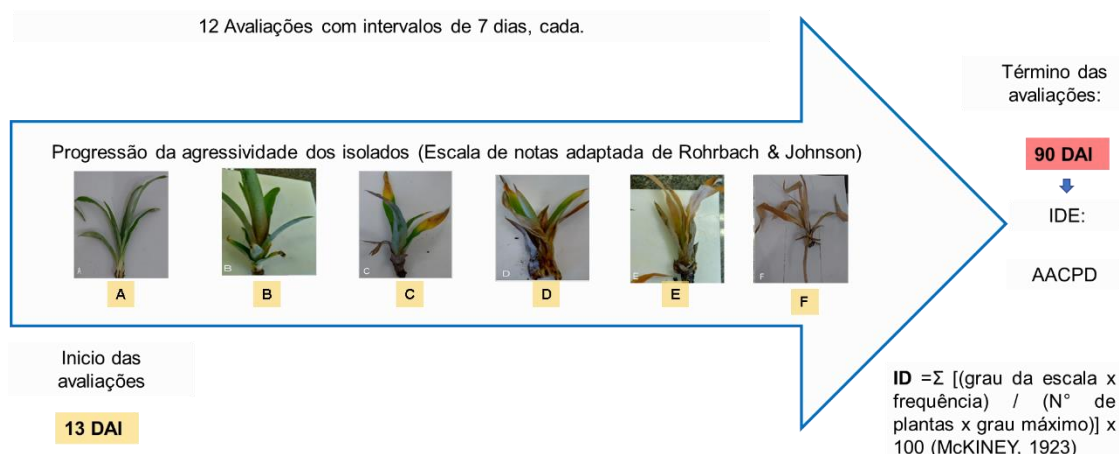 12 Avaliações com intervalos de 7 dias, cada.
Término das
avaliações:
90 DAI
IDE:
AACPD
Progressão da agressividade dos isolados (Escala de notas adaptada de Rohrbach & Johnson)
A B C D E F
A B C D E F
Inicio das
avaliações
13 DAI
ID =Σ [(grau da escala x
frequência) / (N° de
plantas x grau máximo)] x
100 (McKINEY, 1923)